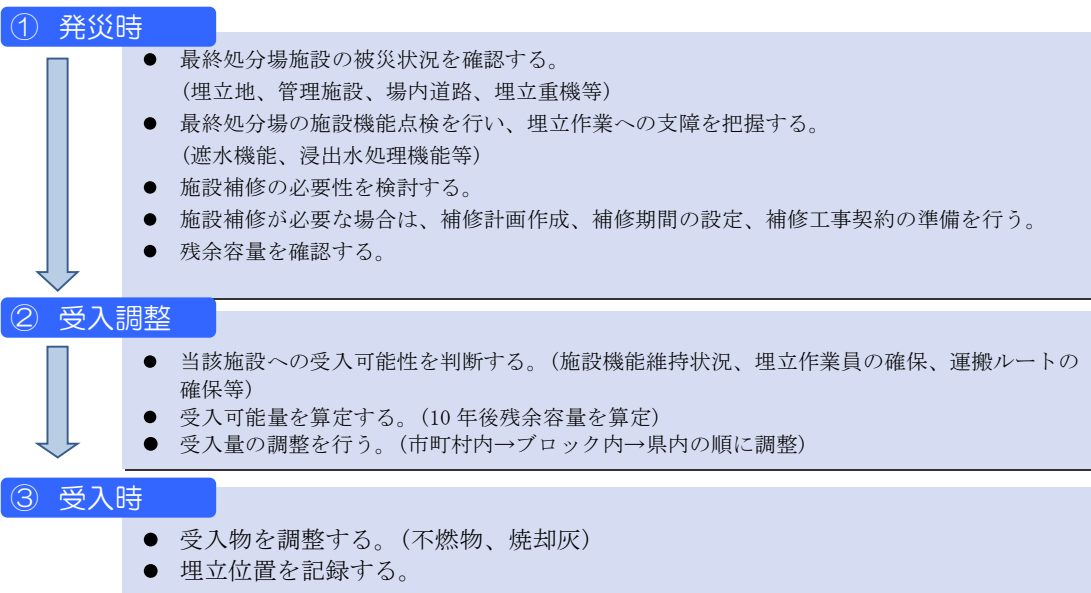 ① 発災時
● 最終処分場施設の被災状況を確認する。
(埋立地、管理施設、場内道路、埋立重機等)
● 最終処分場の施設機能点検を行い、埋立作業への支障を把握する。
(遮水機能、浸出水処理機能等)
● 施設補修の必要性を検討する。
● 施設補修が必要な場合は、補修計画作成、補修期間の設定、補修工事契約の準備を行う。
● 残余容量を確認する。
② 受入調整
● 当該施設への受入可能性を判断する。(施設機能維持状況、埋立作業員の確保、運搬ルートの
確保等)
● 受入可能量を算定する。(10 年後残余容量を算定)
● 受入量の調整を行う。(市町村内→ブロック内→県内の順に調整)
③ 受入時
● 受入物を調整する。(不燃物、焼却灰)
● 埋立位置を記録する。